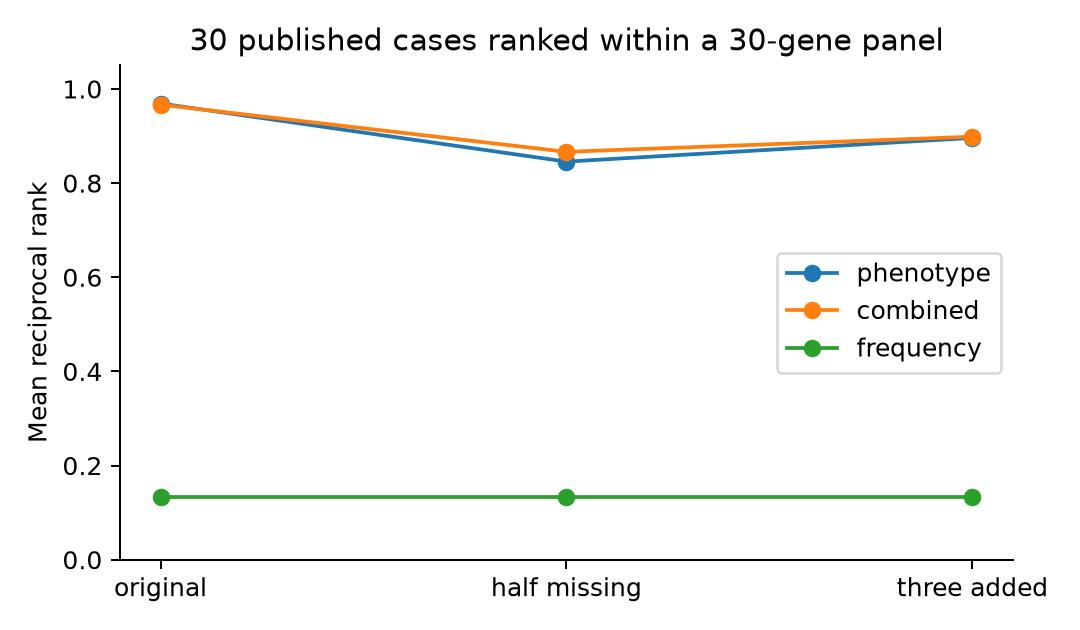 30 published cases ranked within a 30-gene panel
Mean reciprocal rank
1.0
0.8
0.6
0.4
0.2
0.0
phenotype
combined
frequency
original
half missing
three added